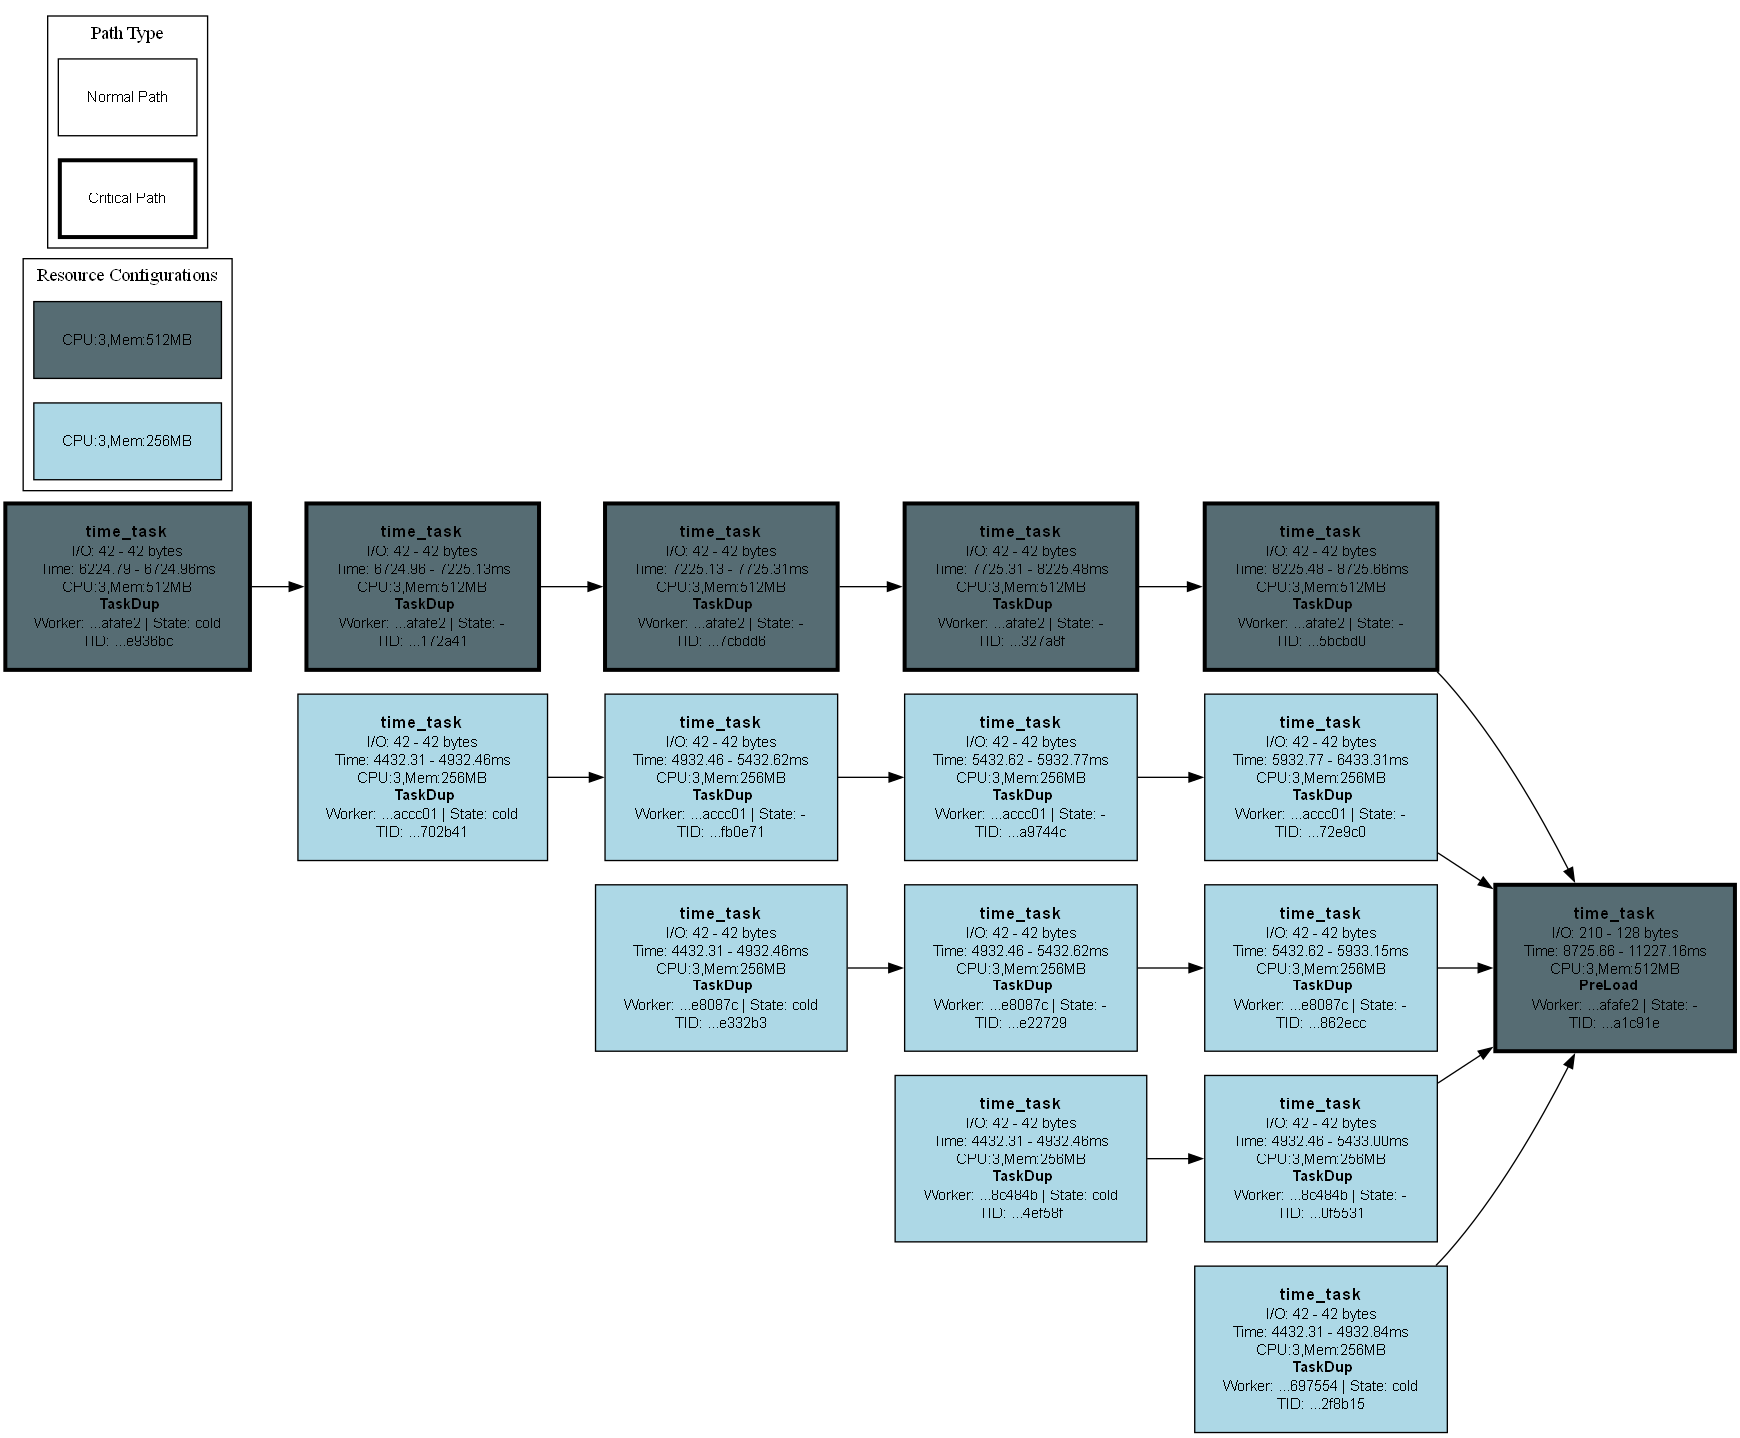 Path Type
Normal Path
Critical Path
Resource Configurations
CPU:3,Mem:512MB
CPU:3,Mem:256MB
time_task
I/O: 42 - 42 bytes
Time: 6224.79 - 6724.96ms
CPU:3,Mem:512MB
TaskDup
Worker: ...afafe2 | State: cold
TID: ...e936bc
time_task
I/O: 42 - 42 bytes
Time: 6724.96 - 7225.13ms
CPU:3,Mem:512MB
TaskDup
Worker: ...afafe2 | State: -
TID: ...172a41
time_task
I/O: 42 - 42 bytes
Time: 7225.13 - 7725.31ms
CPU:3,Mem:512MB
TaskDup
Worker: ...afafe2 | State: -
TID: ...7cbdd6
time_task
I/O: 42 - 42 bytes
Time: 7725.31 - 8225.48ms
CPU:3,Mem:512MB
TaskDup
Worker: ...afafe2 | State: -
TID: ...327a8f
time_task
I/O: 42 - 42 bytes
Time: 8225.48 - 8725.66ms
CPU:3,Mem:512MB
TaskDup
Worker: ...afafe2 | State: -
TID: ...5bcbd0
time_task
I/O: 42 - 42 bytes
Time: 4432.31 - 4932.46ms
CPU:3,Mem:256MB
TaskDup
Worker: ...accc01 | State: cold
TID: ...702b41
time_task
I/O: 42 - 42 bytes
Time: 4932.46 - 5432.62ms
CPU:3,Mem:256MB
TaskDup
Worker: ...accc01 | State: -
TID: ...fb0e71
time_task
I/O: 42 - 42 bytes
Time: 5432.62 - 5932.77ms
CPU:3,Mem:256MB
TaskDup
Worker: ...accc01 | State: -
TID: ...a9744c
time_task
I/O: 42 - 42 bytes
Time: 5932.77 - 6433.31ms
CPU:3,Mem:256MB
TaskDup
Worker: ...accc01 | State: -
TID: ...72e9c0
time_task
I/O: 42 - 42 bytes
Time: 4432.31 - 4932.46ms
CPU:3,Mem:256MB
TaskDup
Worker: ...e8087c | State: cold
TID: ...e332b3
time_task
I/O: 42 - 42 bytes
Time: 4932.46 - 5432.62ms
CPU:3,Mem:256MB
TaskDup
Worker: ...e8087c | State: -
TID: ...e22729
time_task
I/O: 42 - 42 bytes
Time: 5432.62 - 5933.15ms
CPU:3,Mem:256MB
TaskDup
Worker: ...e8087c | State: -
TID: ...862ecc
time_task
I/O: 210 - 128 bytes
Time: 8725.66 - 11227.16ms
CPU:3,Mem:512MB
PreLoad
Worker: ...afafe2 | State: -
TID: ...a1c91e
time_task
I/O: 42 - 42 bytes
Time: 4432.31 - 4932.46ms
CPU:3,Mem:256MB
TaskDup
Worker: ...8c484b | State: cold
TID: ...4ef58f
time_task
I/O: 42 - 42 bytes
Time: 4932.46 - 5433.00ms
CPU:3,Mem:256MB
TaskDup
Worker: ...8c484b | State: -
TID: ...0f5531
time_task
I/O: 42 - 42 bytes
Time: 4432.31 - 4932.84ms
CPU:3,Mem:256MB
TaskDup
Worker: ...697554 | State: cold
TID: ...2f8b15